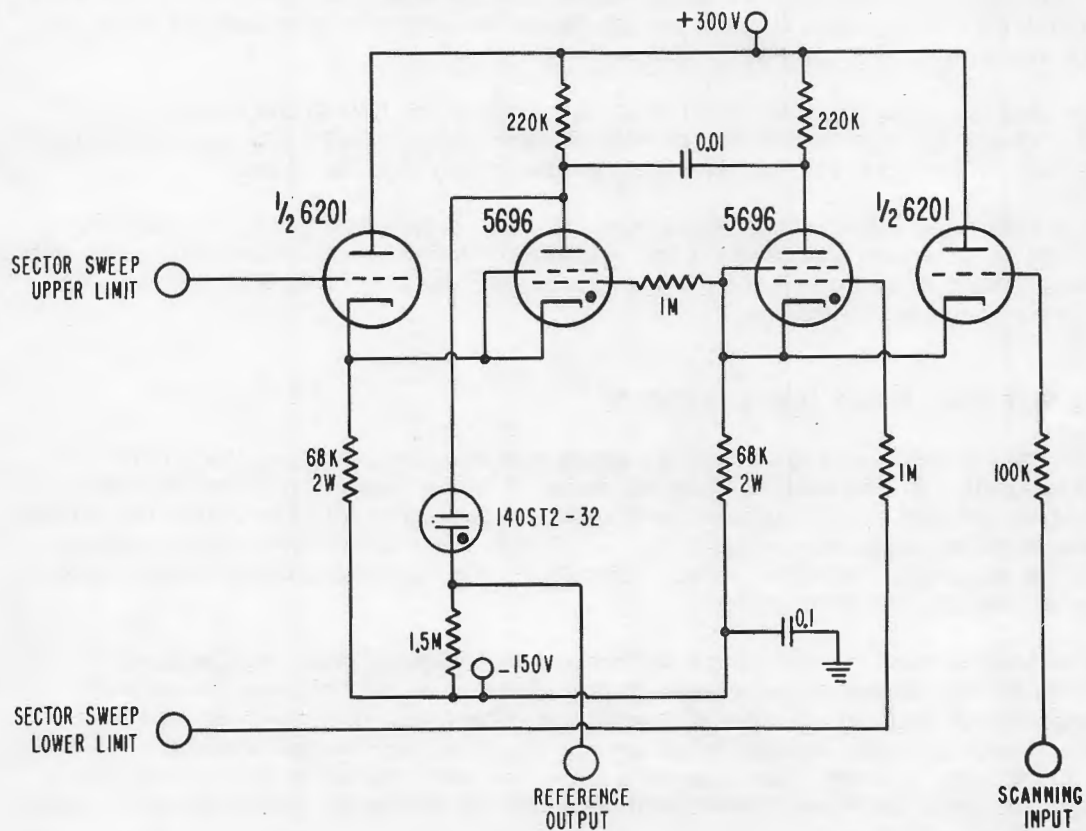 +300V
220K
220K
0.01
1/2 6201
5696
5696
1/2 6201
SECTOR SWEEP
UPPER LIMIT
1M
68K
2W
140ST2-32
68K
2W
1M
100K
1.5M
-150V
0.1
SECTOR SWEEP
LOWER LIMIT
REFERENCE
OUTPUT
SCANNING
INPUT